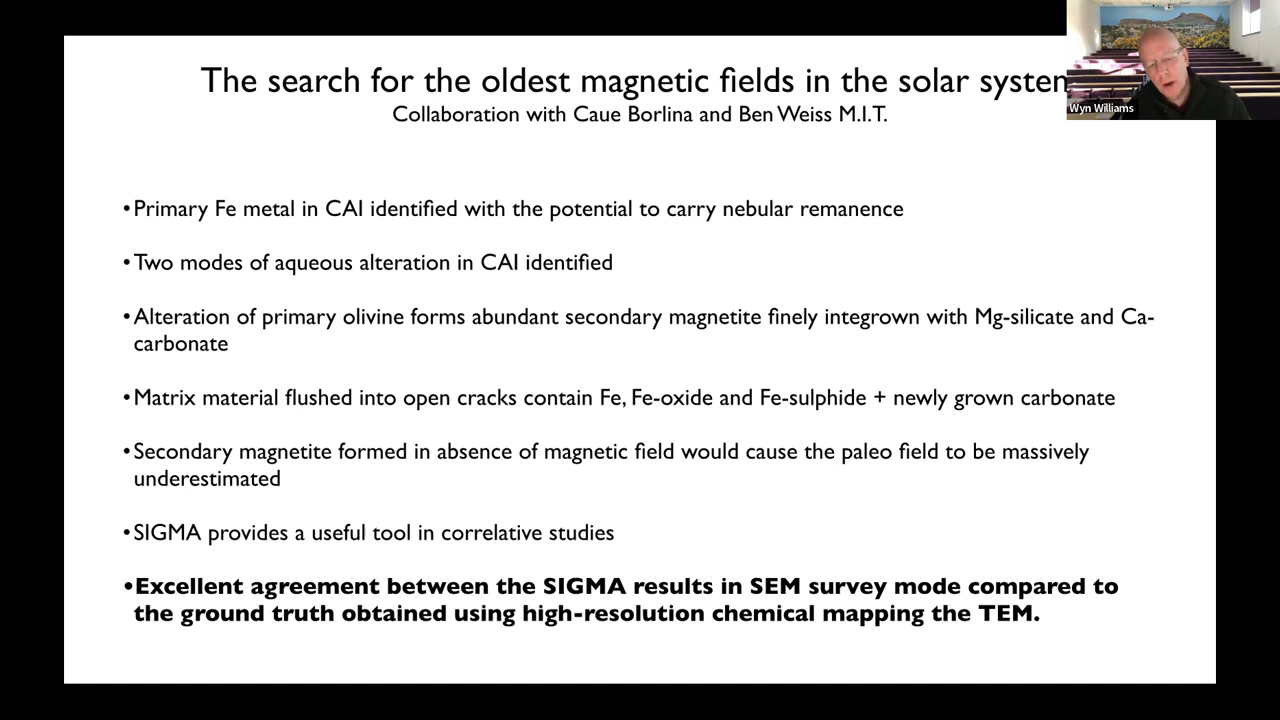 The search for the oldest magnetic fields in the solar system
Collaboration with Caue Borlina and Ben Weiss M.I.T.
Wyn Williams
•Primary Fe metal in CAI identified with the potential to carry nebular remanence
•Two modes of aqueous alteration in CAI identified
•Alteration of primary olivine forms abundant secondary magnetite finely integrown with Mg-silicate and Ca-
carbonate
•Matrix material flushed into open cracks contain Fe, Fe-oxide and Fe-sulphide + newly grown carbonate
•Secondary magnetite formed in absence of magnetic field would cause the paleo field to be massively
underestimated
•SIGMA provides a useful tool in correlative studies
•Excellent agreement between the SIGMA results in SEM survey mode compared to
the ground truth obtained using high-resolution chemical mapping the TEM.